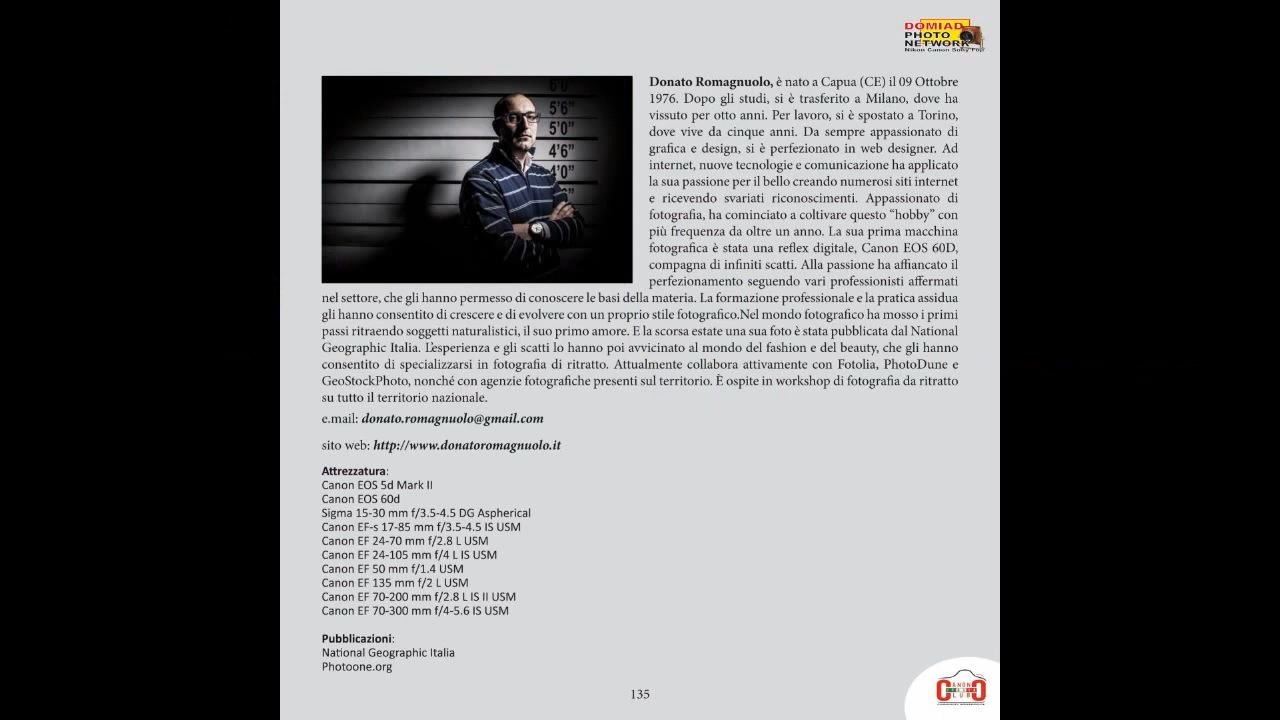 DOMIAD
PHOTO
NETWORK
Nikon Canon Sony Fuji
6'0"
5'6"
5'0"
4'6"
4'0"
Donato Romagnuolo, è nato a Capua (CE) il 09 Ottobre
1976. Dopo gli studi, si è trasferito a Milano, dove ha
vissuto per otto anni. Per lavoro, si è spostato a Torino,
dove vive da cinque anni. Da sempre appassionato di
grafica e design, si è perfezionato in web designer. Ad
internet, nuove tecnologie e comunicazione ha applicato
la sua passione per il bello creando numerosi siti internet
e ricevendo svariati riconoscimenti. Appassionato di
fotografia, ha cominciato a coltivare questo “hobby” con
più frequenza da oltre un anno. La sua prima macchina
fotografica è stata una reflex digitale, Canon EOS 60D,
compagna di infiniti scatti. Alla passione ha affiancato il
perfezionamento seguendo vari professionisti affermati
nel settore, che gli hanno permesso di conoscere le basi della materia. La formazione professionale e la pratica assidua
gli hanno consentito di crescere e di evolvere con un proprio stile fotografico.Nel mondo fotografico ha mosso i primi
passi ritraendo soggetti naturalistici, il suo primo amore. E la scorsa estate una sua foto è stata pubblicata dal National
Geographic Italia. L'esperienza e gli scatti lo hanno poi avvicinato al mondo del fashion e del beauty, che gli hanno
consentito di specializzarsi in fotografia di ritratto. Attualmente collabora attivamente con Fotolia, PhotoDune e
GeoStockPhoto, nonché con agenzie fotografiche presenti sul territorio. È ospite in workshop di fotografia da ritratto
su tutto il territorio nazionale.
e.mail: donato.romagnuolo@gmail.com
sito web: http://www.donatoromagnuolo.it
Attrezzatura:
Canon EOS 5d Mark II
Canon EOS 60d
Sigma 15-30 mm f/3.5-4.5 DG Aspherical
Canon EF-s 17-85 mm f/3.5-4.5 IS USM
Canon EF 24-70 mm f/2.8 L USM
Canon EF 24-105 mm f/4 L IS USM
Canon EF 50 mm f/1.4 USM
Canon EF 135 mm f/2 L USM
Canon EF 70-200 mm f/2.8 L IS II USM
Canon EF 70-300 mm f/4-5.6 IS USM
Pubblicazioni:
National Geographic Italia
Photoone.org
135
CANON
CLUB